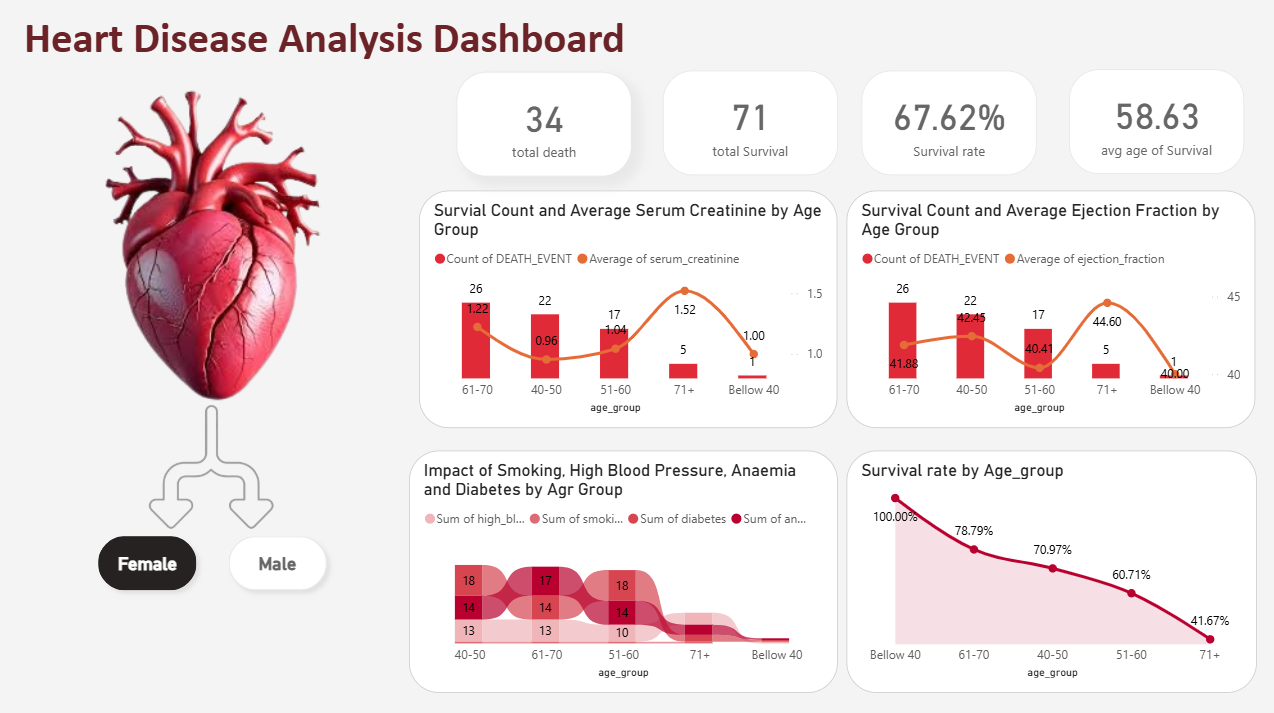 Heart Disease Analysis Dashboard
34
total death
71
total Survival
67.62%
Survival rate
58.63
avg age of Survival
Survial Count and Average Serum Creatinine by Age
Group
Count of DEATH_EVENT Average of serum_creatinine
26
22
17
5
1
1.22
0.96
1.04
1.52
1.00
1.5
1.0
61-70 40-50 51-60 71+ Bellow 40
age_group
Survival Count and Average Ejection Fraction by
Age Group
Count of DEATH_EVENT Average of ejection_fraction
26
22
17
5
1
41.88
42.45
40.41
44.60
40.00
45
40
61-70 40-50 51-60 71+ Bellow 40
age_group
Female
Male
Impact of Smoking, High Blood Pressure, Anaemia
and Diabetes by Agr Group
Sum of high_bl... Sum of smoki... Sum of diabetes Sum of an...
18 17 18
14 14 14
13 13 10
40-50 61-70 51-60 71+ Bellow 40
age_group
Survival rate by Age_group
100.00%
78.79%
70.97%
60.71%
41.67%
Bellow 40 61-70 40-50 51-60 71+
age_group